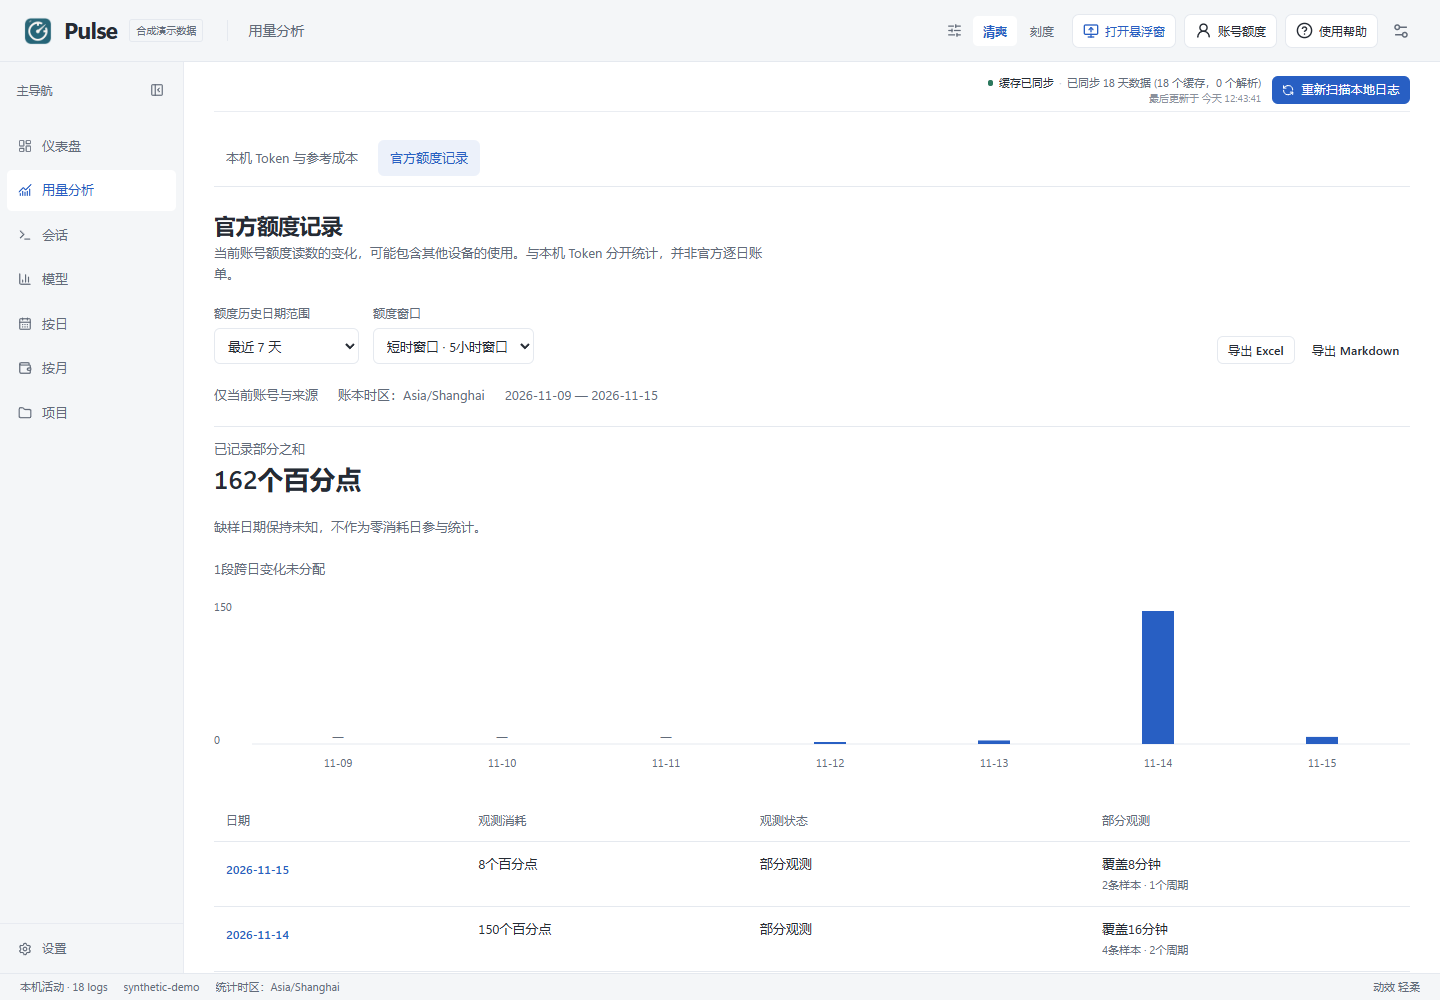 Pulse 合成演示数据 用量分析 清爽 刻度 打开悬浮窗 账号额度 使用帮助
主导航
仪表盘
用量分析
会话
模型
按日
按月
项目
设置
缓存已同步 · 已同步 18 天数据 (18 个缓存，0 个解析)
最后更新于 今天 12:43:41
重新扫描本地日志
本机 Token 与参考成本 官方额度记录
官方额度记录
当前账号额度读数的变化，可能包含其他设备的使用。与本机 Token 分开统计，并非官方逐日账
单。
额度历史日期范围 额度窗口
最近 7 天 短时窗口 · 5小时窗口 导出 Excel 导出 Markdown
仅当前账号与来源 账本时区：Asia/Shanghai 2026-11-09 — 2026-11-15
已记录部分之和
162个百分点
缺样日期保持未知，不作为零消耗日参与统计。
1段跨日变化未分配
150
0
— — —
11-09 11-10 11-11 11-12 11-13 11-14 11-15
日期 观测消耗 观测状态 部分观测
2026-11-15 8个百分点 部分观测 覆盖8分钟
2条样本 · 1个周期
2026-11-14 150个百分点 部分观测 覆盖16分钟
4条样本 · 2个周期
本机活动 · 18 logs synthetic-demo 统计时区：Asia/Shanghai 动效 轻柔